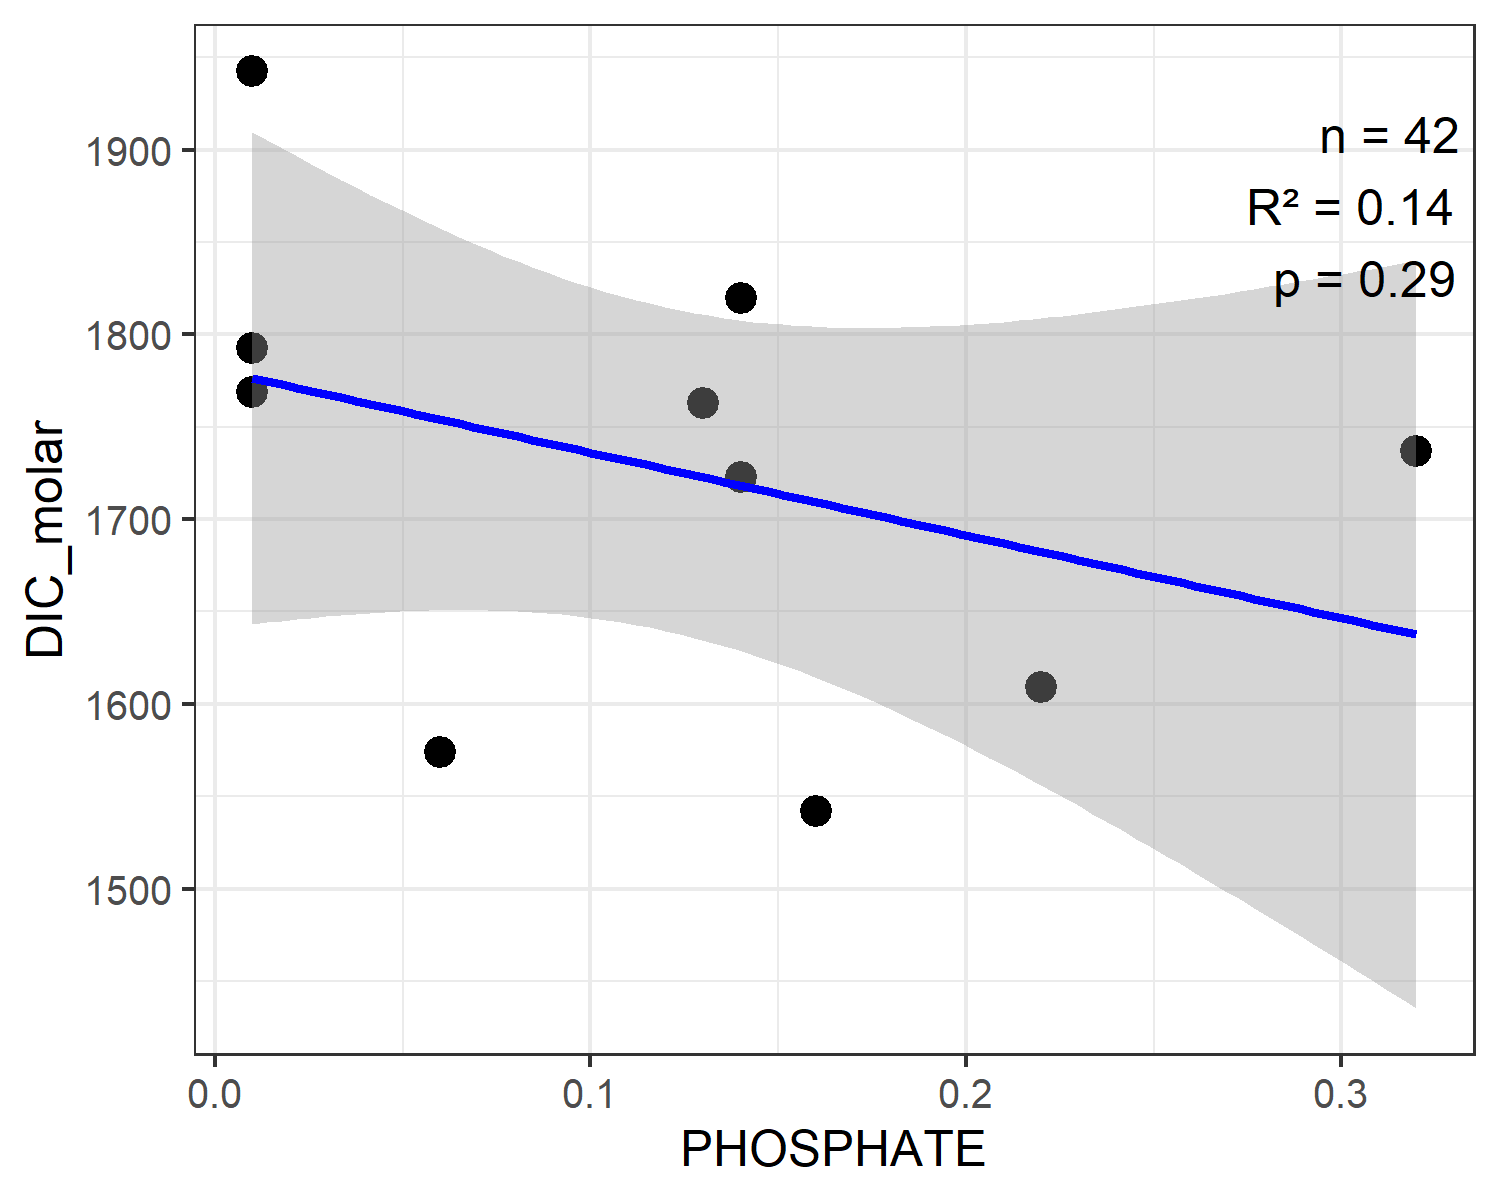 n = 42
R² = 0.14
p = 0.29
1900
1800
1700
1600
1500
DIC_molar
0.0 0.1 0.2 0.3
PHOSPHATE